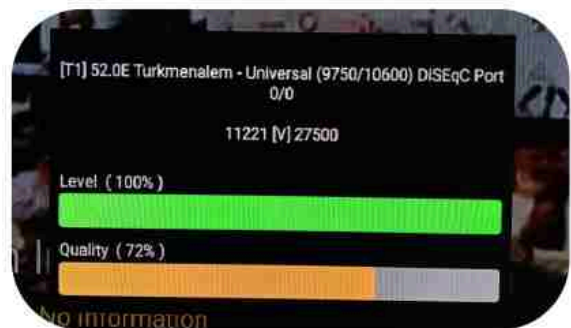 [T1] 52.0E Turkmenalem - Universal (9750/10600) DiSEqC Port
0/0
11221 [V] 27500
Level ( 100% )
Quality ( 72% )
No information